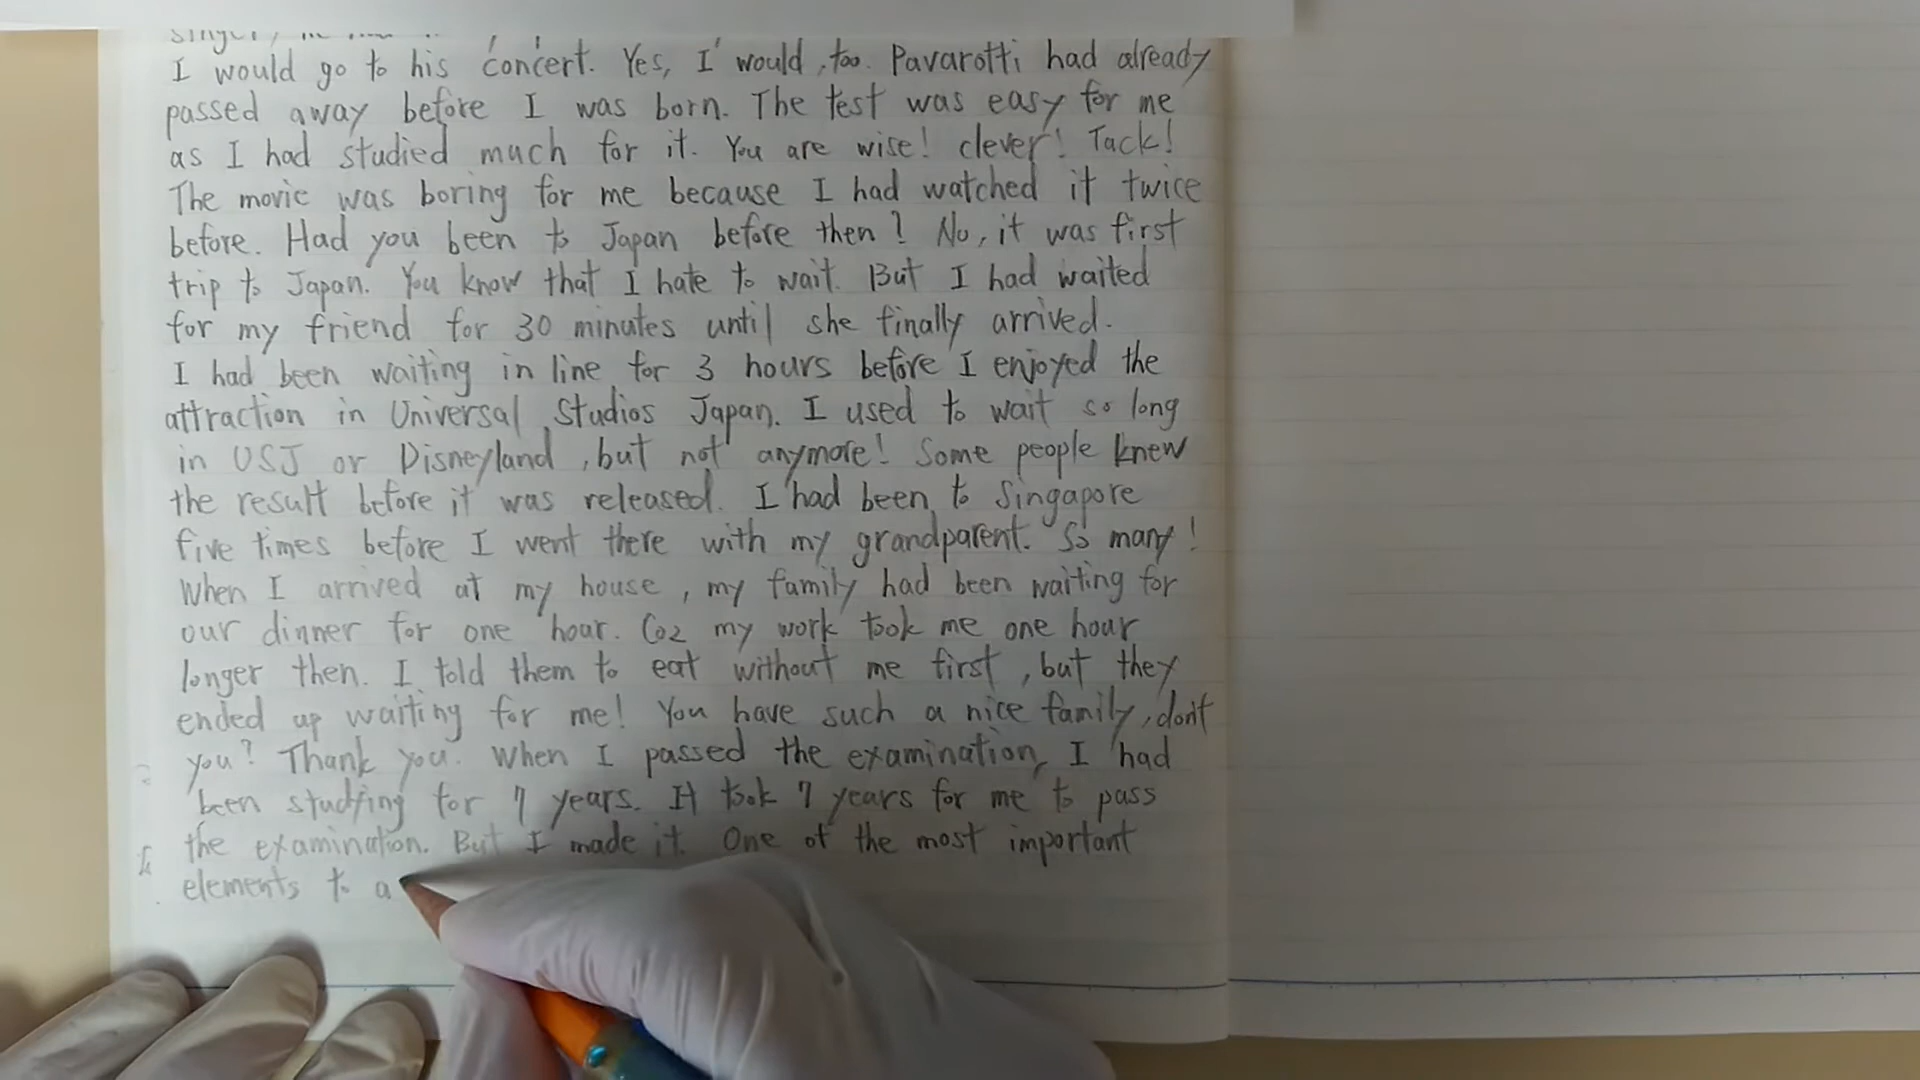 I would go to his concert. Yes, I would, too. Pavarotti had already
passed away before I was born. The test was easy for me
as I had studied much for it. You are wise! clever! Tack!
The movie was boring for me because I had watched it twice
before. Had you been to Japan before then? No, it was first
trip to Japan. You know that I hate to wait. But I had waited
for my friend for 30 minutes until she finally arrived.
I had been waiting in line for 3 hours before I enjoyed the
attraction in Universal Studios Japan. I used to wait so long
in USJ or Disneyland, but not anymore! Some people knew
the result before it was released. I had been to Singapore
five times before I went there with my grandparent. So many!
When I arrived at my house, my family had been waiting for
our dinner for one hour. Coz my work took me one hour
longer then. I told them to eat without me first, but they
ended up waiting for me! You have such a nice family, don't
you? Thank you. When I passed the examination, I had
been studying for 7 years. It took 7 years for me to pass
the examination. But I made it. One of the most important
elements to a